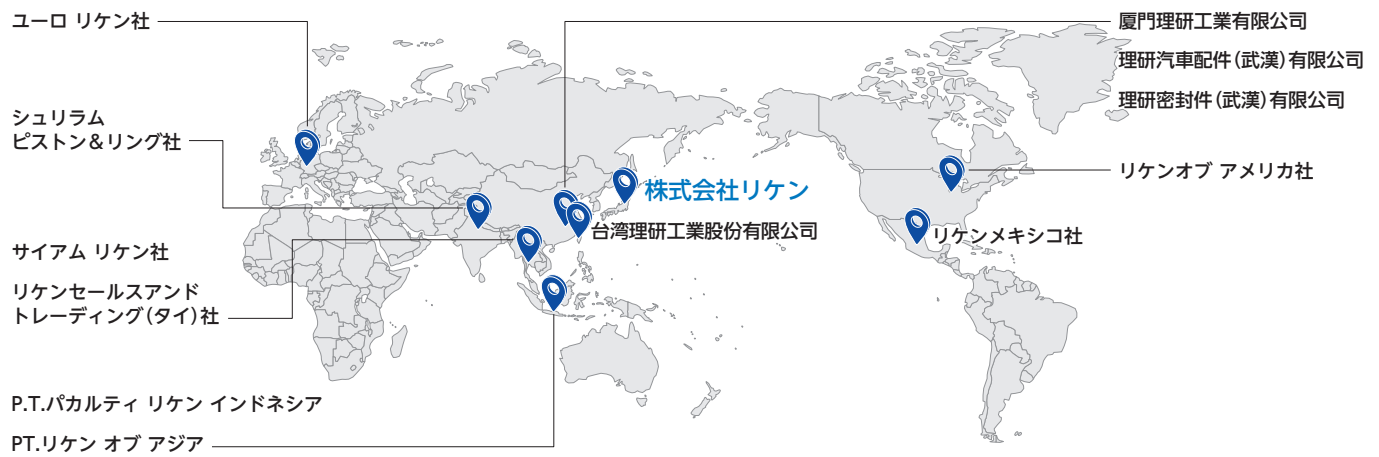 ユーロ リケン社
シュリラム
ピストン＆リング社
サイアム リケン社
リケンセールスアンド
トレーディング（タイ）社
P.T.パカルティ リケン インドネシア
PT.リケン オブ アジア
株式会社リケン
台湾理研工業股份有限公司
厦門理研工業有限公司
理研汽車配件（武漢）有限公司
理研密封件（武漢）有限公司
リケンオブ アメリカ社
リケンメキシコ社